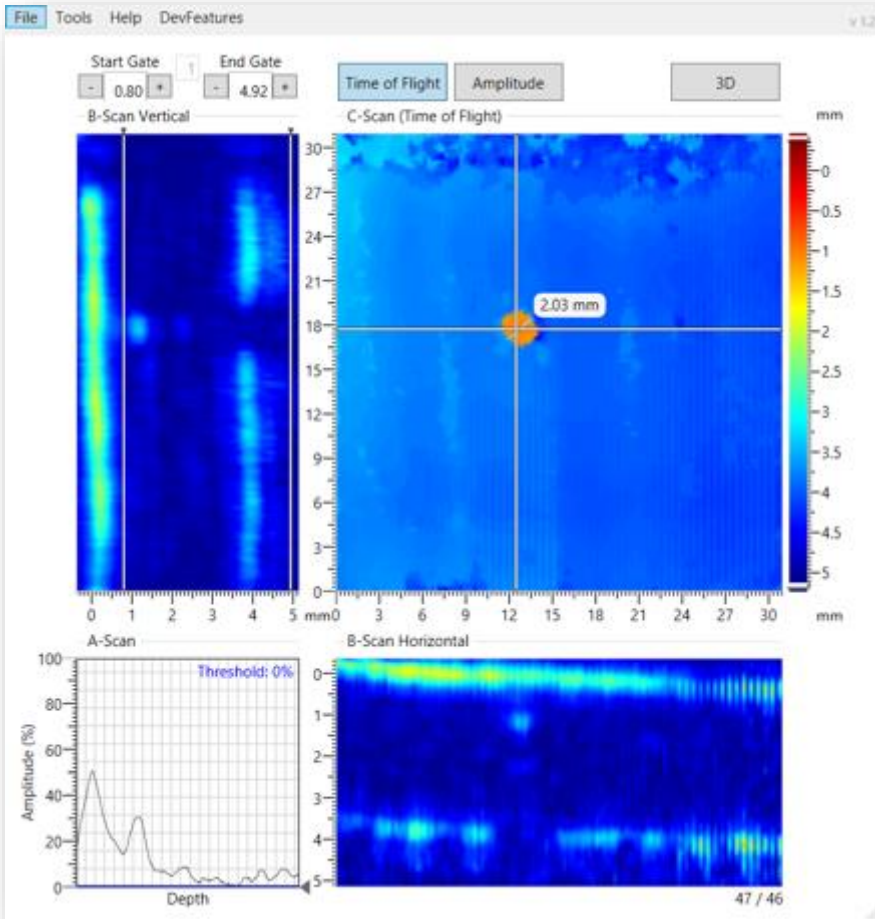 File Tools Help DevFeatures
v 1.2
Start Gate 1 End Gate
- 0.80 + - 4.92 +
Time of Flight Amplitude 3D
B-Scan Vertical C-Scan (Time of Flight) mm
30 27 24 21 18 15 12 9 6 3 0
2.03 mm
0 -0.5 -1 -1.5 -2 -2.5 -3 -3.5 -4 -4.5 -5
0 1 2 3 4 5 mm 0 3 6 9 12 15 18 21 24 27 30 mm
A-Scan B-Scan Horizontal
100 80 60 40 20 0
Threshold: 0%
Amplitude (%)
Depth
0 1 2 3 4 5
47 / 46